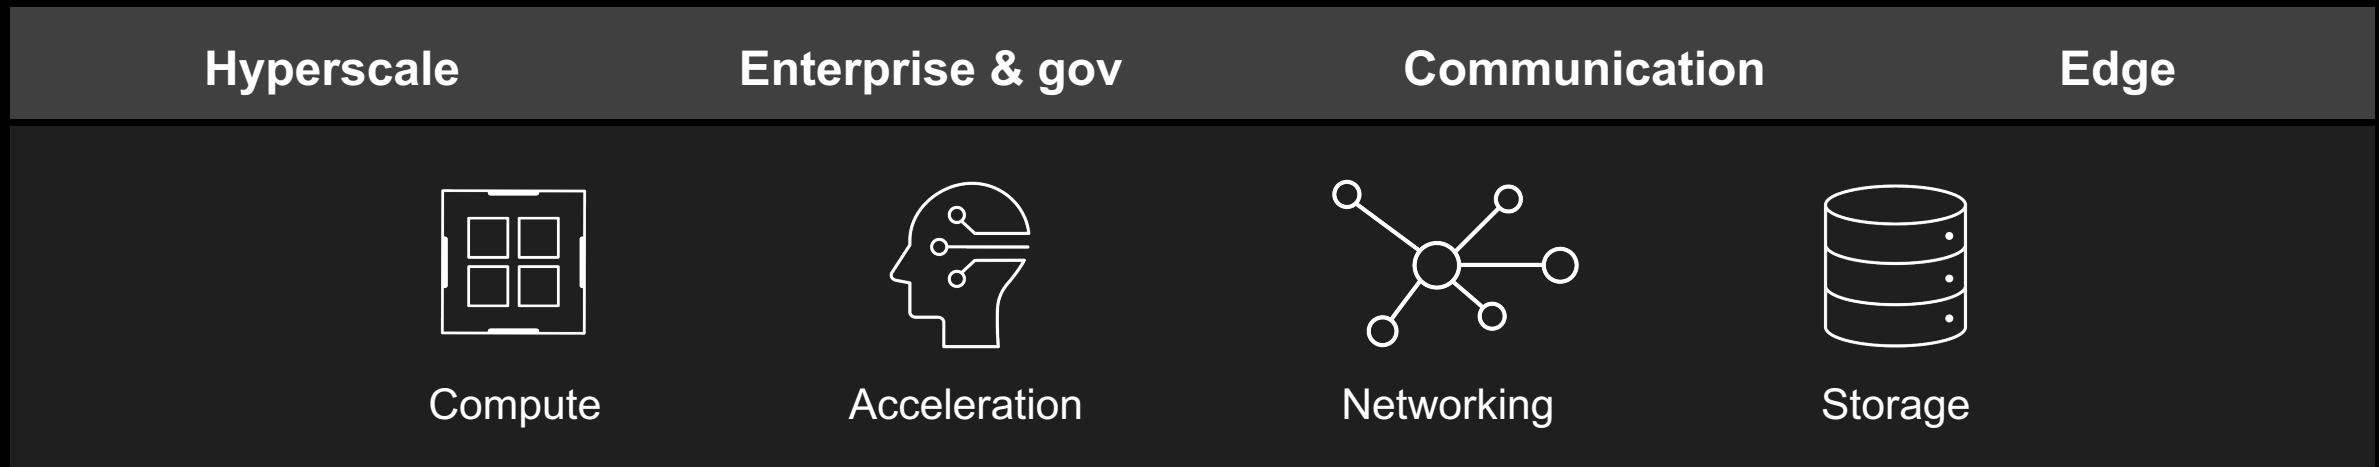 Hyperscale Enterprise & gov Communication Edge
Compute Acceleration Networking Storage